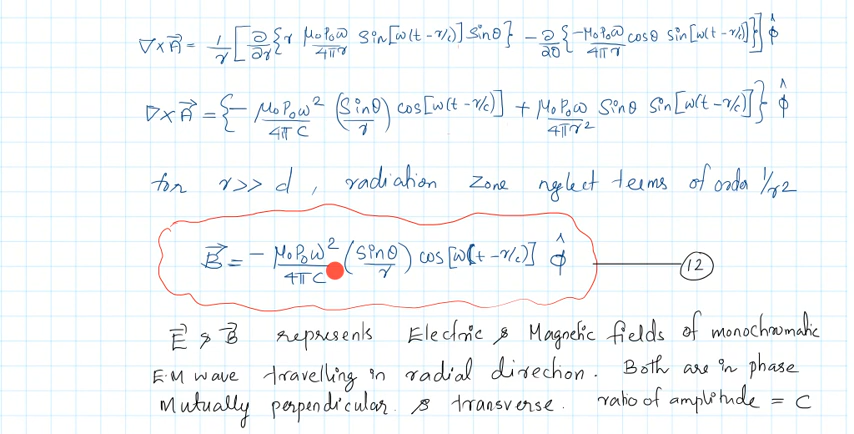 ∇×A⃗ = 1/r [∂/∂r {r μ₀P₀ω/4πr Sin[ω(t-r/c)] Sinθ} - ∂/∂θ {-μ₀P₀ω/4πr cosθ sin[ω(t-r/c)]}] φ̂
∇×A⃗ = {- μ₀P₀ω²/4πC (Sinθ/r) cos[ω(t-r/c)] + μ₀P₀ω/4πr² Sinθ Sin[ω(t-r/c)]} φ̂
for r>> d, radiation Zone neglect terms of order 1/r2
B⃗ = - μ₀P₀ω²/4πC (Sinθ/r) cos[ω(t-r/c)] φ̂ — 12
E⃗ & B⃗ represents Electric & Magnetic fields of monochromatic
E.M wave travelling in radial direction. Both are in phase
Mutually perpendicular & transverse. ratio of amplitude = C